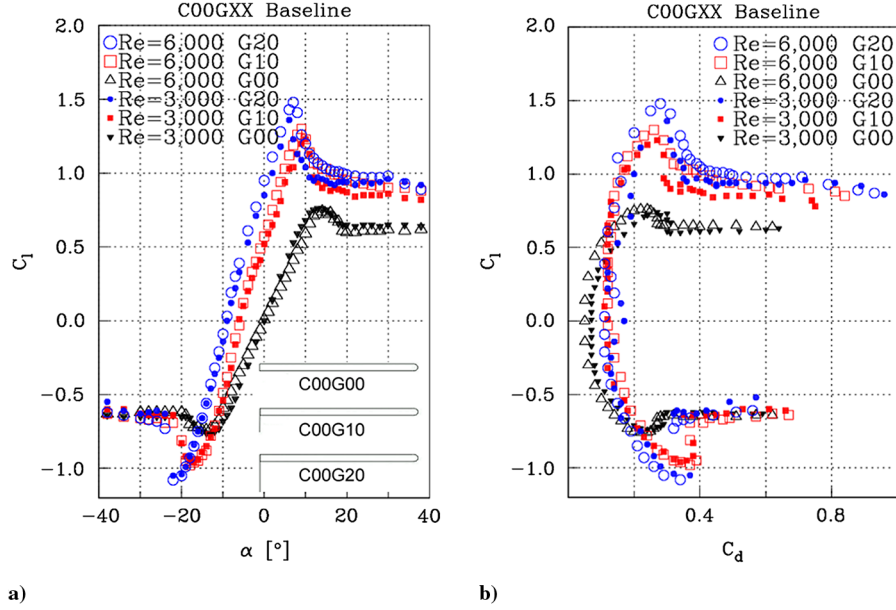 C00GXX Baseline
2.0
1.5
1.0
0.5
0.0
−0.5
−1.0
Cl
Re=6,000 G20
Re=6,000 G10
Re=6,000 G00
Re=3,000 G20
Re=3,000 G10
Re=3,000 G00
C00G00
C00G10
C00G20
−40
−20
0
20
40
α [°]
a)
C00GXX Baseline
2.0
1.5
1.0
0.5
0.0
−0.5
−1.0
Cl
Re=6,000 G20
Re=6,000 G10
Re=6,000 G00
Re=3,000 G20
Re=3,000 G10
Re=3,000 G00
0.4
0.8
Cd
b)